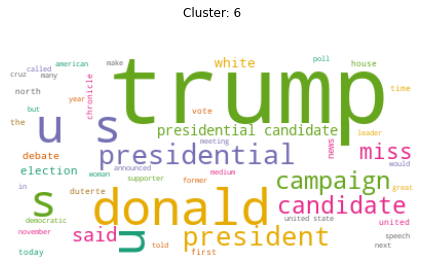 Cluster: 6
trump
white
poll
house
american
called
make
cruz
many
time
north
chronicle
year
but
vote
the
u
s
presidential candidate
leader
debate
presidential
meeting
news
miss
would
election
announced
woman
supporter
former
medium
campaign
great
in
duterte
s
donald
candidate
democratic
united state
united
november
said
u
president
speech
today
told
first
next